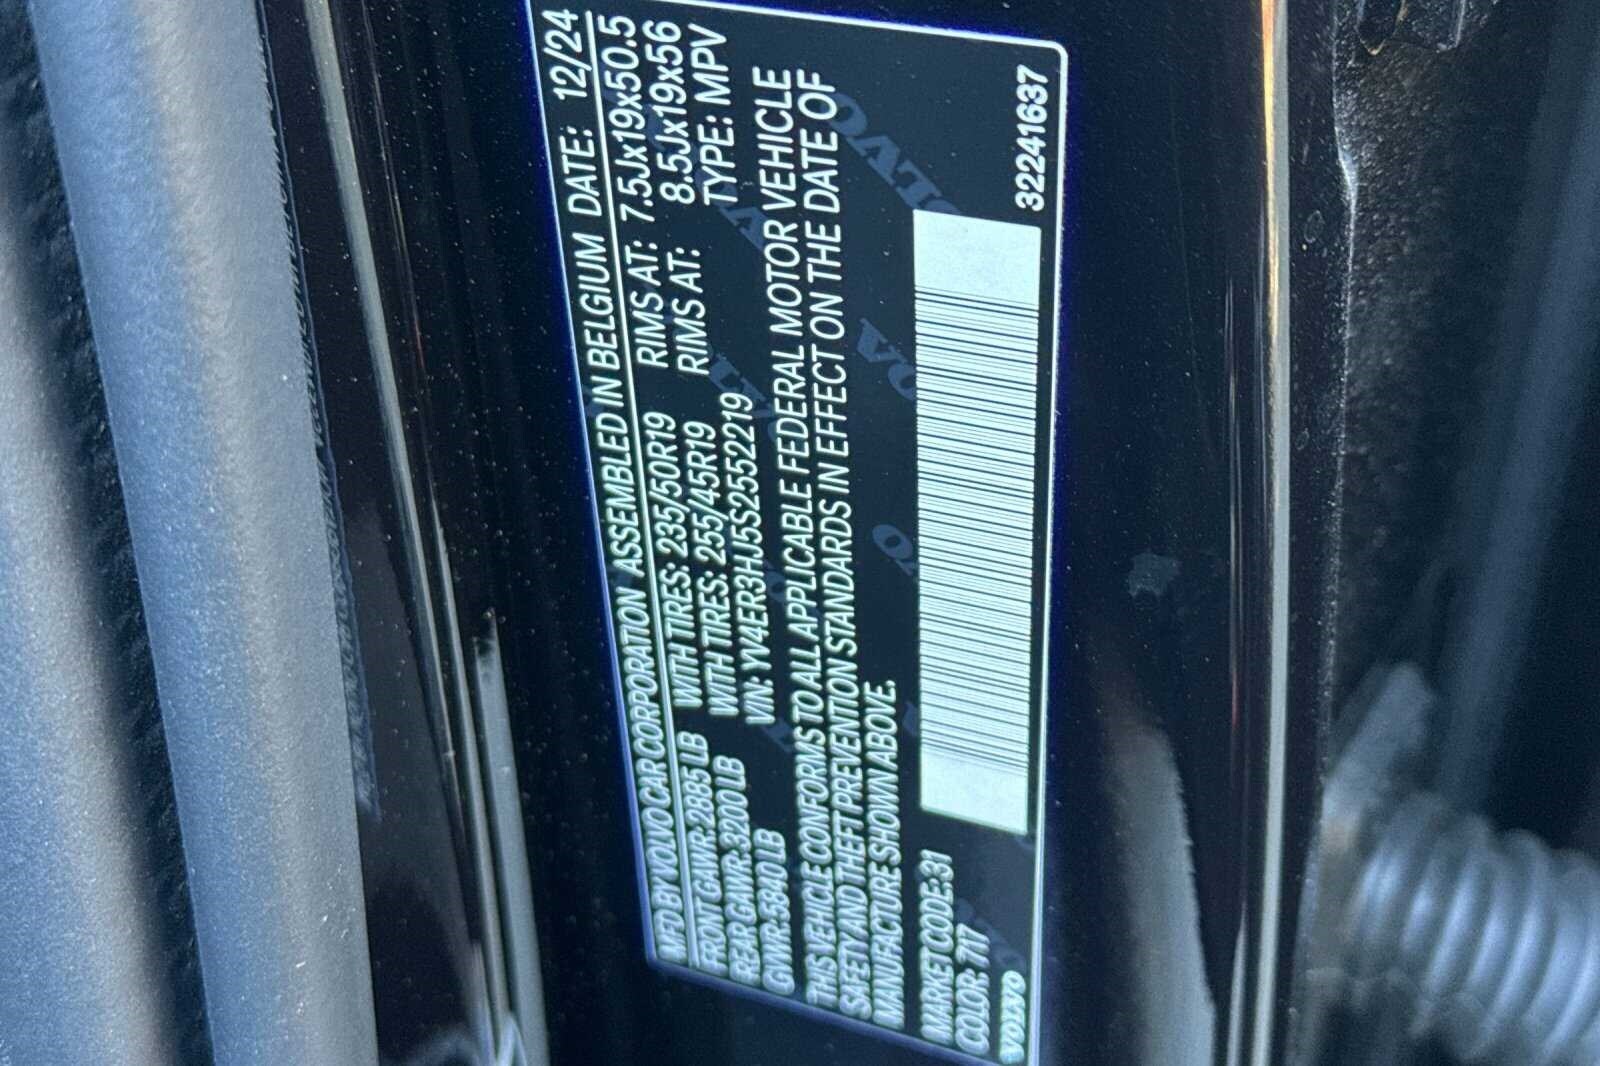 MFD BY VOLVO CAR CORPORATION ASSEMBLED IN BELGIUM DATE: 12/24
FRONT GAWR: 2885 LB WITH TIRES: 235/50R19 RIMS AT: 7.5Jx19x50.5
REAR GAWR: 3200 LB WITH TIRES: 255/45R19 RIMS AT: 8.5Jx19x56
GVWR: 5840 LB VIN: YV4ER3HJ5S2552219 TYPE: MPV
THIS VEHICLE CONFORMS TO ALL APPLICABLE FEDERAL MOTOR VEHICLE
SAFETY AND THEFT PREVENTION STANDARDS IN EFFECT ON THE DATE OF
MANUFACTURE SHOWN ABOVE.
MARKET CODE: 31
COLOR: 717
VOLVO
32241637